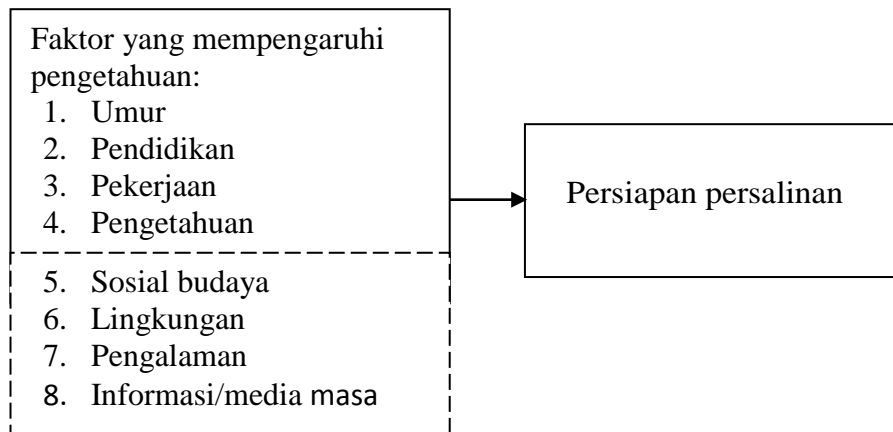 Faktor yang mempengaruhi
pengetahuan:
1. Umur
2. Pendidikan
3. Pekerjaan
4. Pengetahuan
5. Sosial budaya
6. Lingkungan
7. Pengalaman
8. Informasi/media masa
Persiapan persalinan